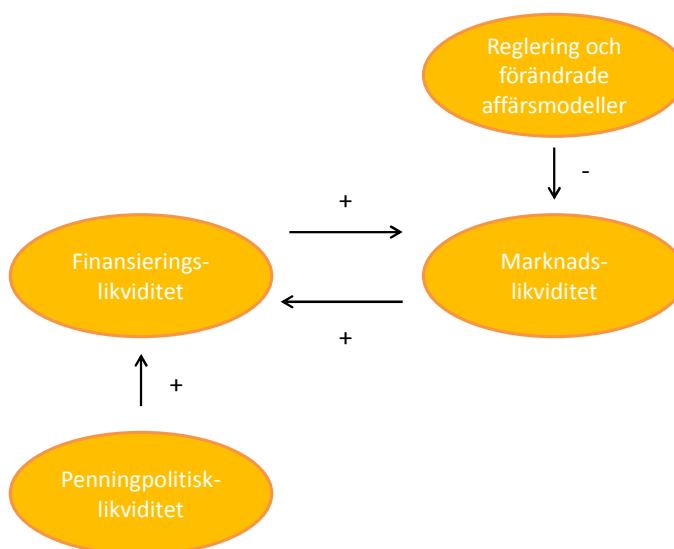 Reglering och
förändrade
affärsmodeller
-
+
Finansierings-
likviditet
Marknads-
likviditet
+
+
Penningpolitisk-
likviditet